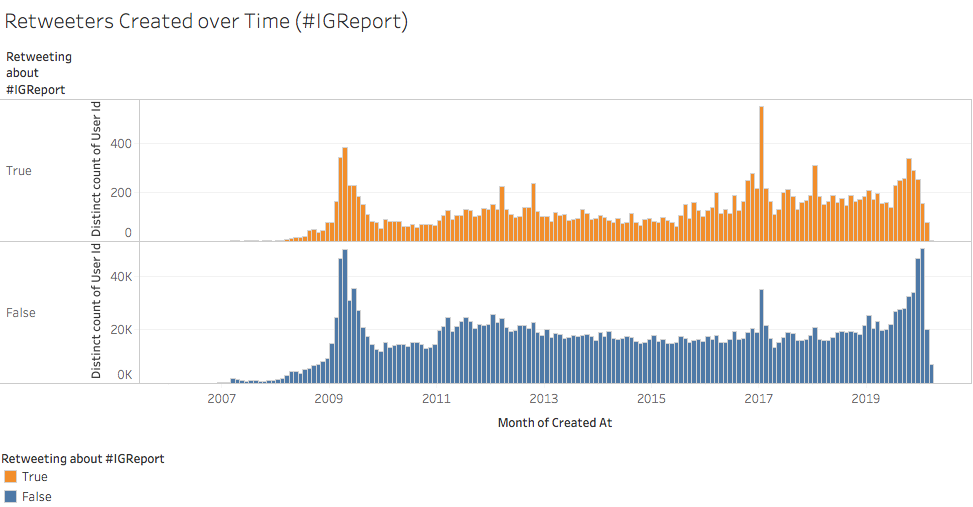 Retweeters Created over Time (#IGReport)
Retweeting
about
#IGReport
True
Distinct count of User Id
400
200
0
False
Distinct count of User Id
40K
20K
0K
2007 2009 2011 2013 2015 2017 2019
Month of Created At
Retweeting about #IGReport
True
False